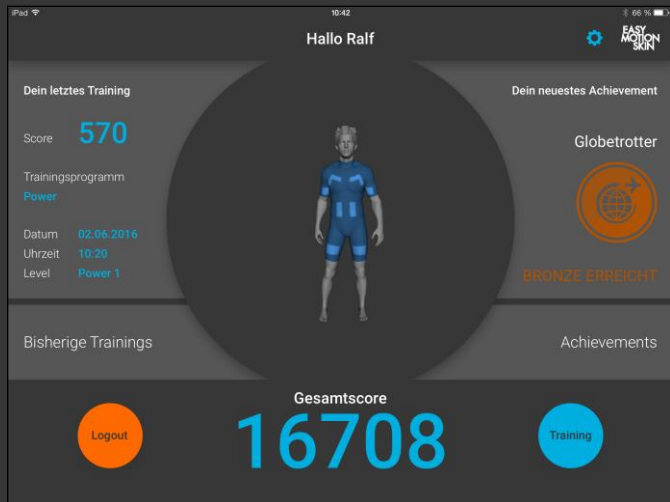 iPad 10:42 66 %
Hallo Ralf
EASY
MOTION
SKIN
Dein letztes Training
Dein neuestes Achievement
Score 570
Globetrotter
Trainingsprogramm
Power
Datum 02.06.2016
Uhrzeit 10:20
Level Power 1
BRONZE ERREICHT
Bisherige Trainings
Achievements
Gesamtscore
Logout
16708
Training